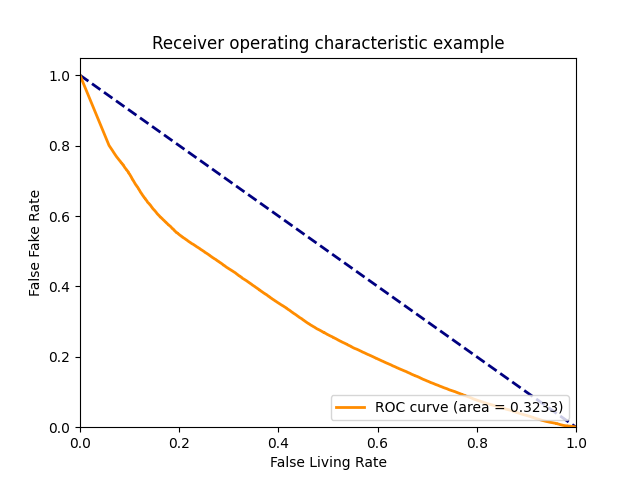 Receiver operating characteristic example
False Fake Rate
1.0
0.8
0.6
0.4
0.2
0.0
ROC curve (area = 0.3233)
0.0 0.2 0.4 0.6 0.8 1.0
False Living Rate